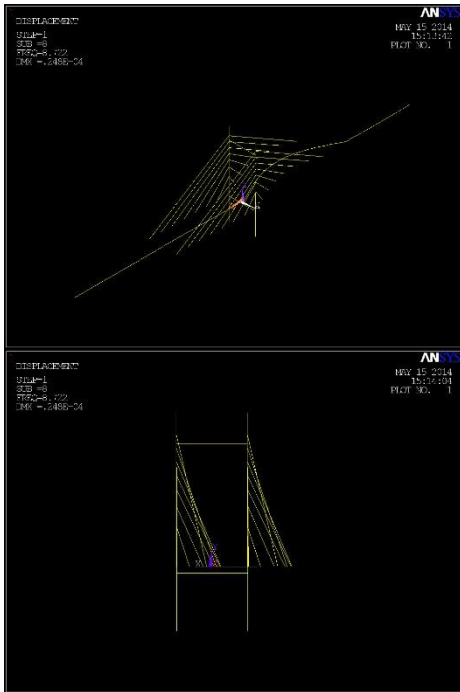 ANSYS
DISPLACEMENT
STEP=1
SUB =8
FREQ=8.722
DMX =.248E-04
MAY 15 2014
15:13:42
PLOT NO. 1
ANSYS
DISPLACEMENT
STEP=1
SUB =8
FREQ=8.722
DMX =.248E-04
MAY 15 2014
15:14:04
PLOT NO. 1